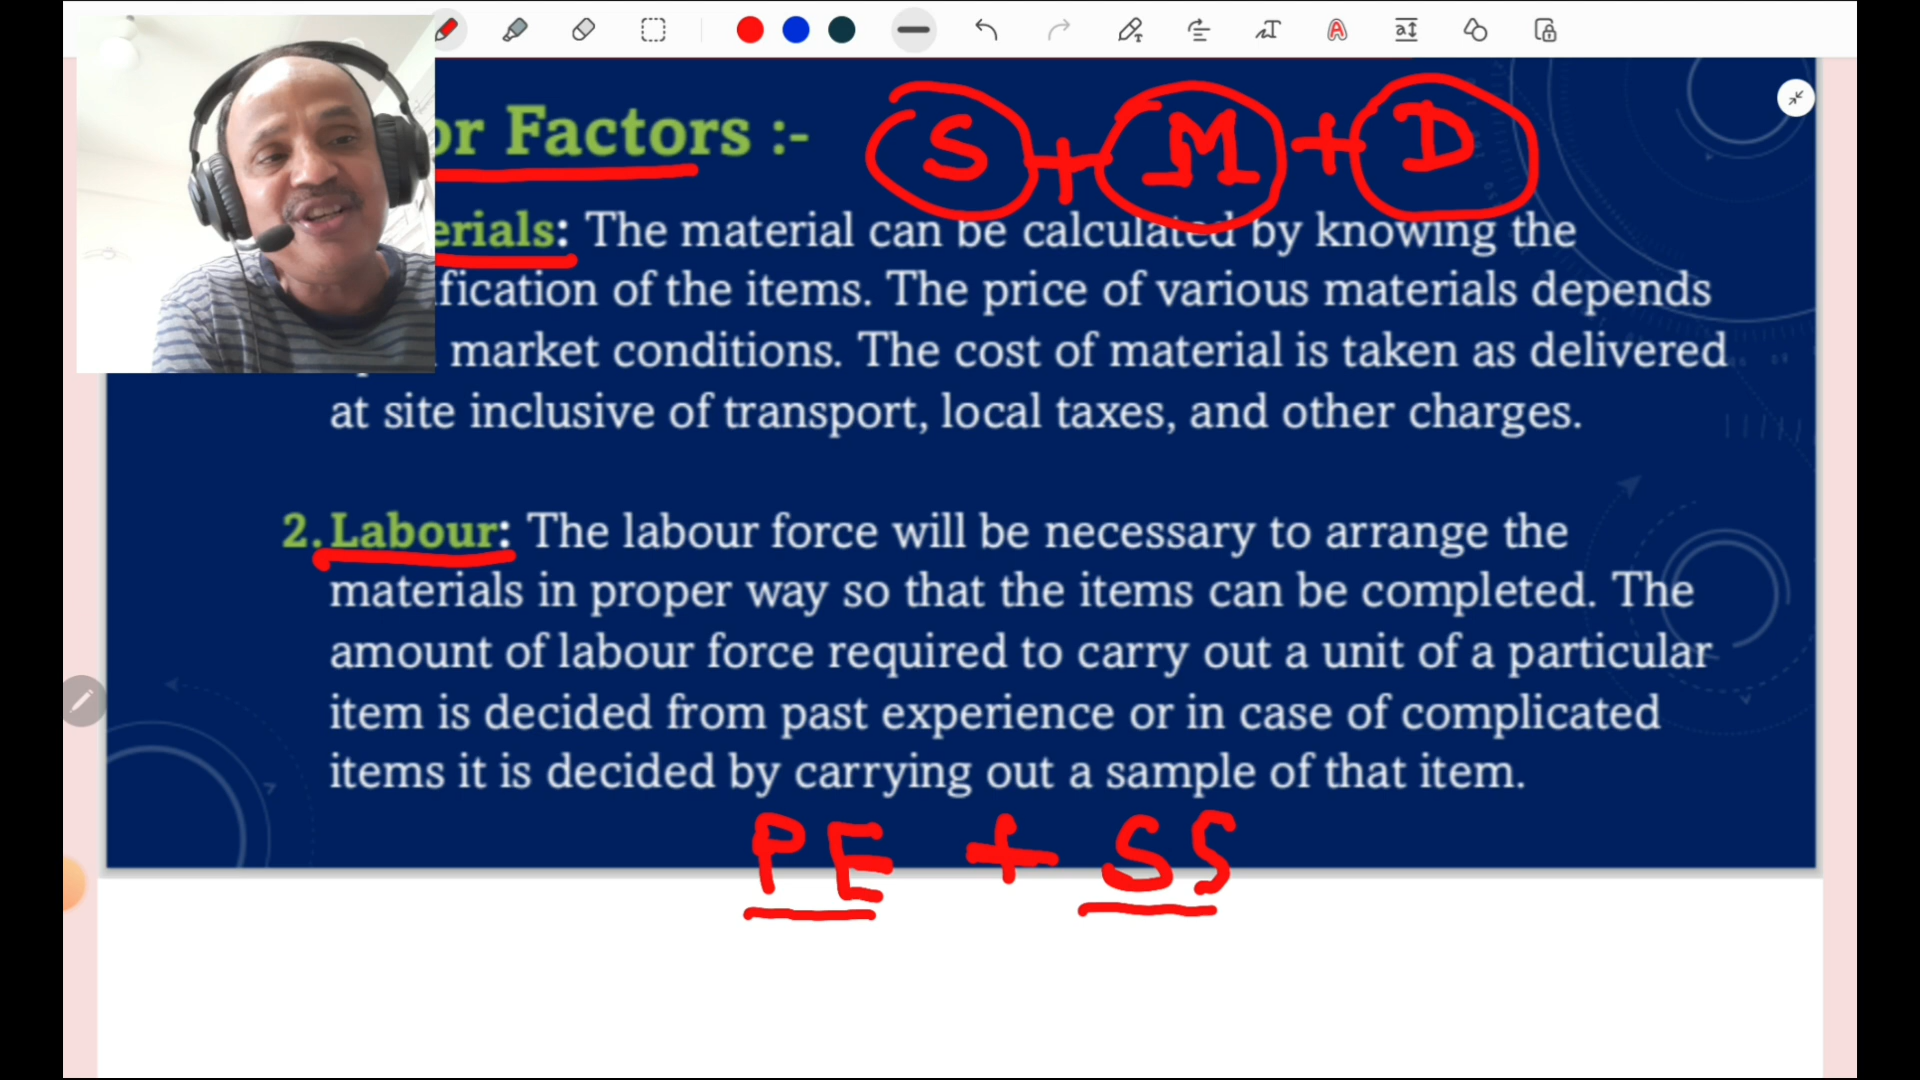 or Factors :- S + M + D
erials: The material can be calculated by knowing the
fication of the items. The price of various materials depends
market conditions. The cost of material is taken as delivered
at site inclusive of transport, local taxes, and other charges.
2. Labour: The labour force will be necessary to arrange the
materials in proper way so that the items can be completed. The
amount of labour force required to carry out a unit of a particular
item is decided from past experience or in case of complicated
items it is decided by carrying out a sample of that item.
PE + SS